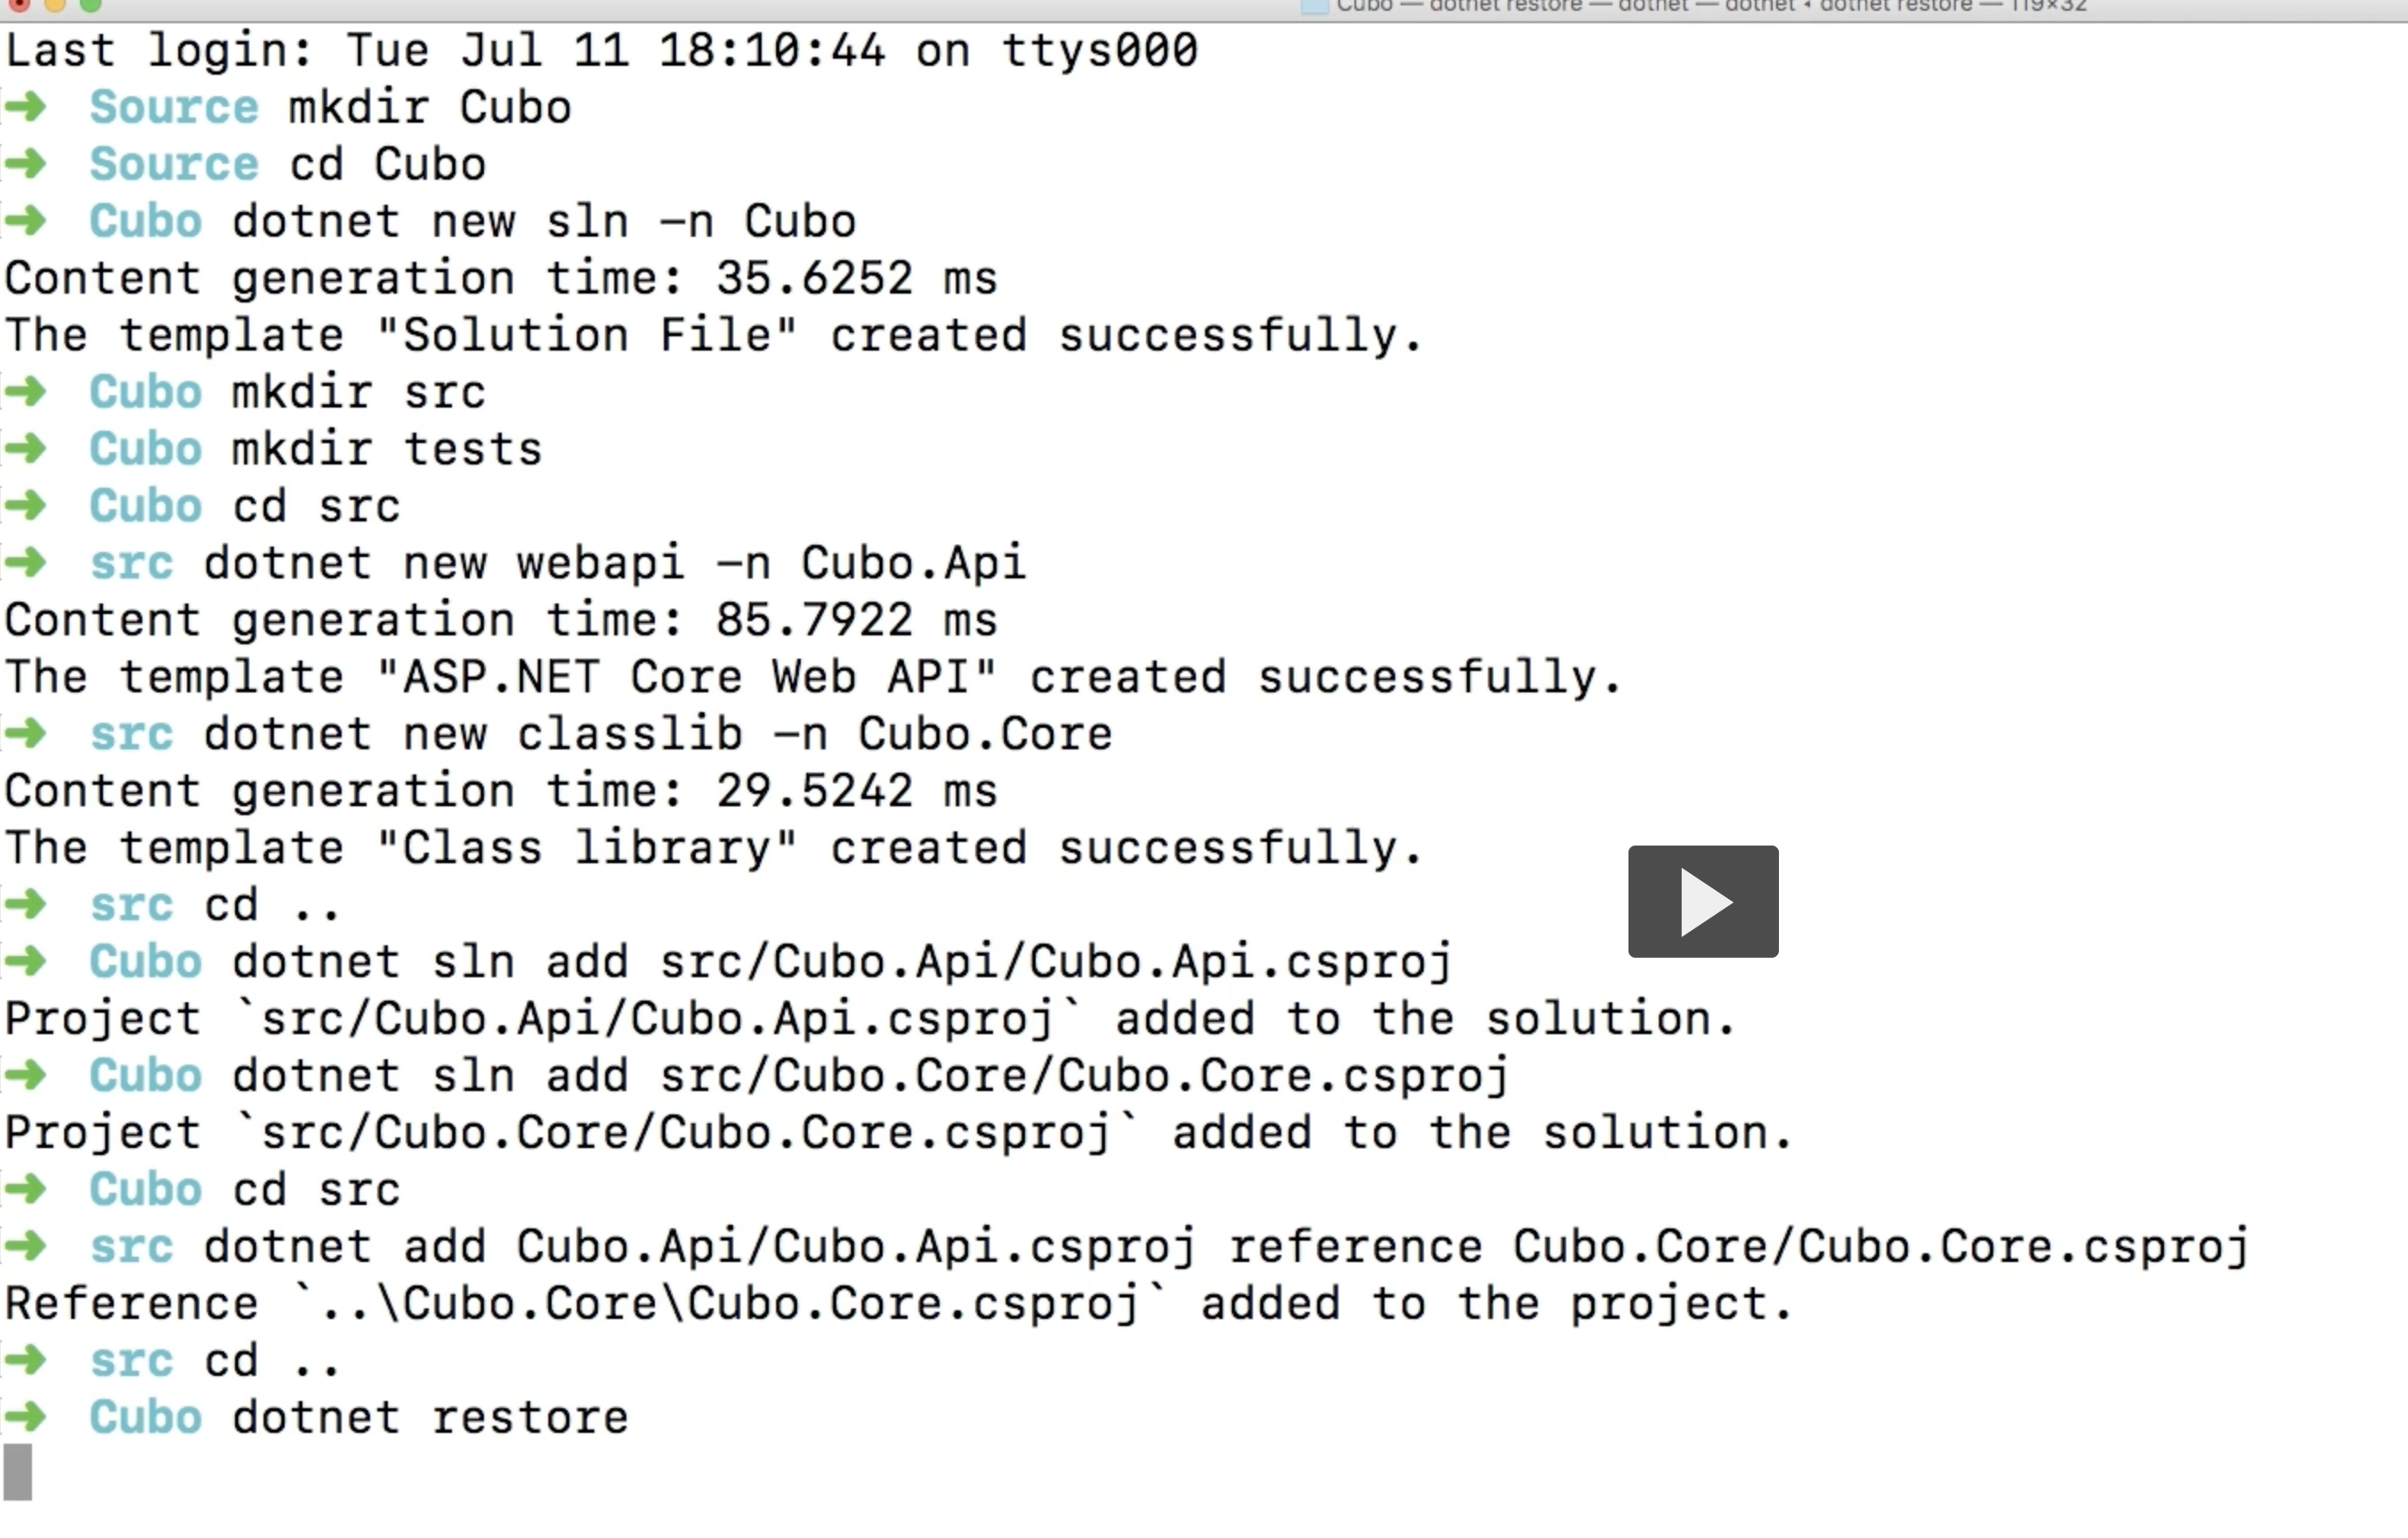 Cubo — dotnet restore — dotnet — dotnet ◂ dotnet restore — 119×32
Last login: Tue Jul 11 18:10:44 on ttys000
➜ Source mkdir Cubo
➜ Source cd Cubo
➜ Cubo dotnet new sln -n Cubo
Content generation time: 35.6252 ms
The template "Solution File" created successfully.
➜ Cubo mkdir src
➜ Cubo mkdir tests
➜ Cubo cd src
➜ src dotnet new webapi -n Cubo.Api
Content generation time: 85.7922 ms
The template "ASP.NET Core Web API" created successfully.
➜ src dotnet new classlib -n Cubo.Core
Content generation time: 29.5242 ms
The template "Class library" created successfully.
➜ src cd ..
➜ Cubo dotnet sln add src/Cubo.Api/Cubo.Api.csproj
Project `src/Cubo.Api/Cubo.Api.csproj` added to the solution.
➜ Cubo dotnet sln add src/Cubo.Core/Cubo.Core.csproj
Project `src/Cubo.Core/Cubo.Core.csproj` added to the solution.
➜ Cubo cd src
➜ src dotnet add Cubo.Api/Cubo.Api.csproj reference Cubo.Core/Cubo.Core.csproj
Reference `..\Cubo.Core\Cubo.Core.csproj` added to the project.
➜ src cd ..
➜ Cubo dotnet restore